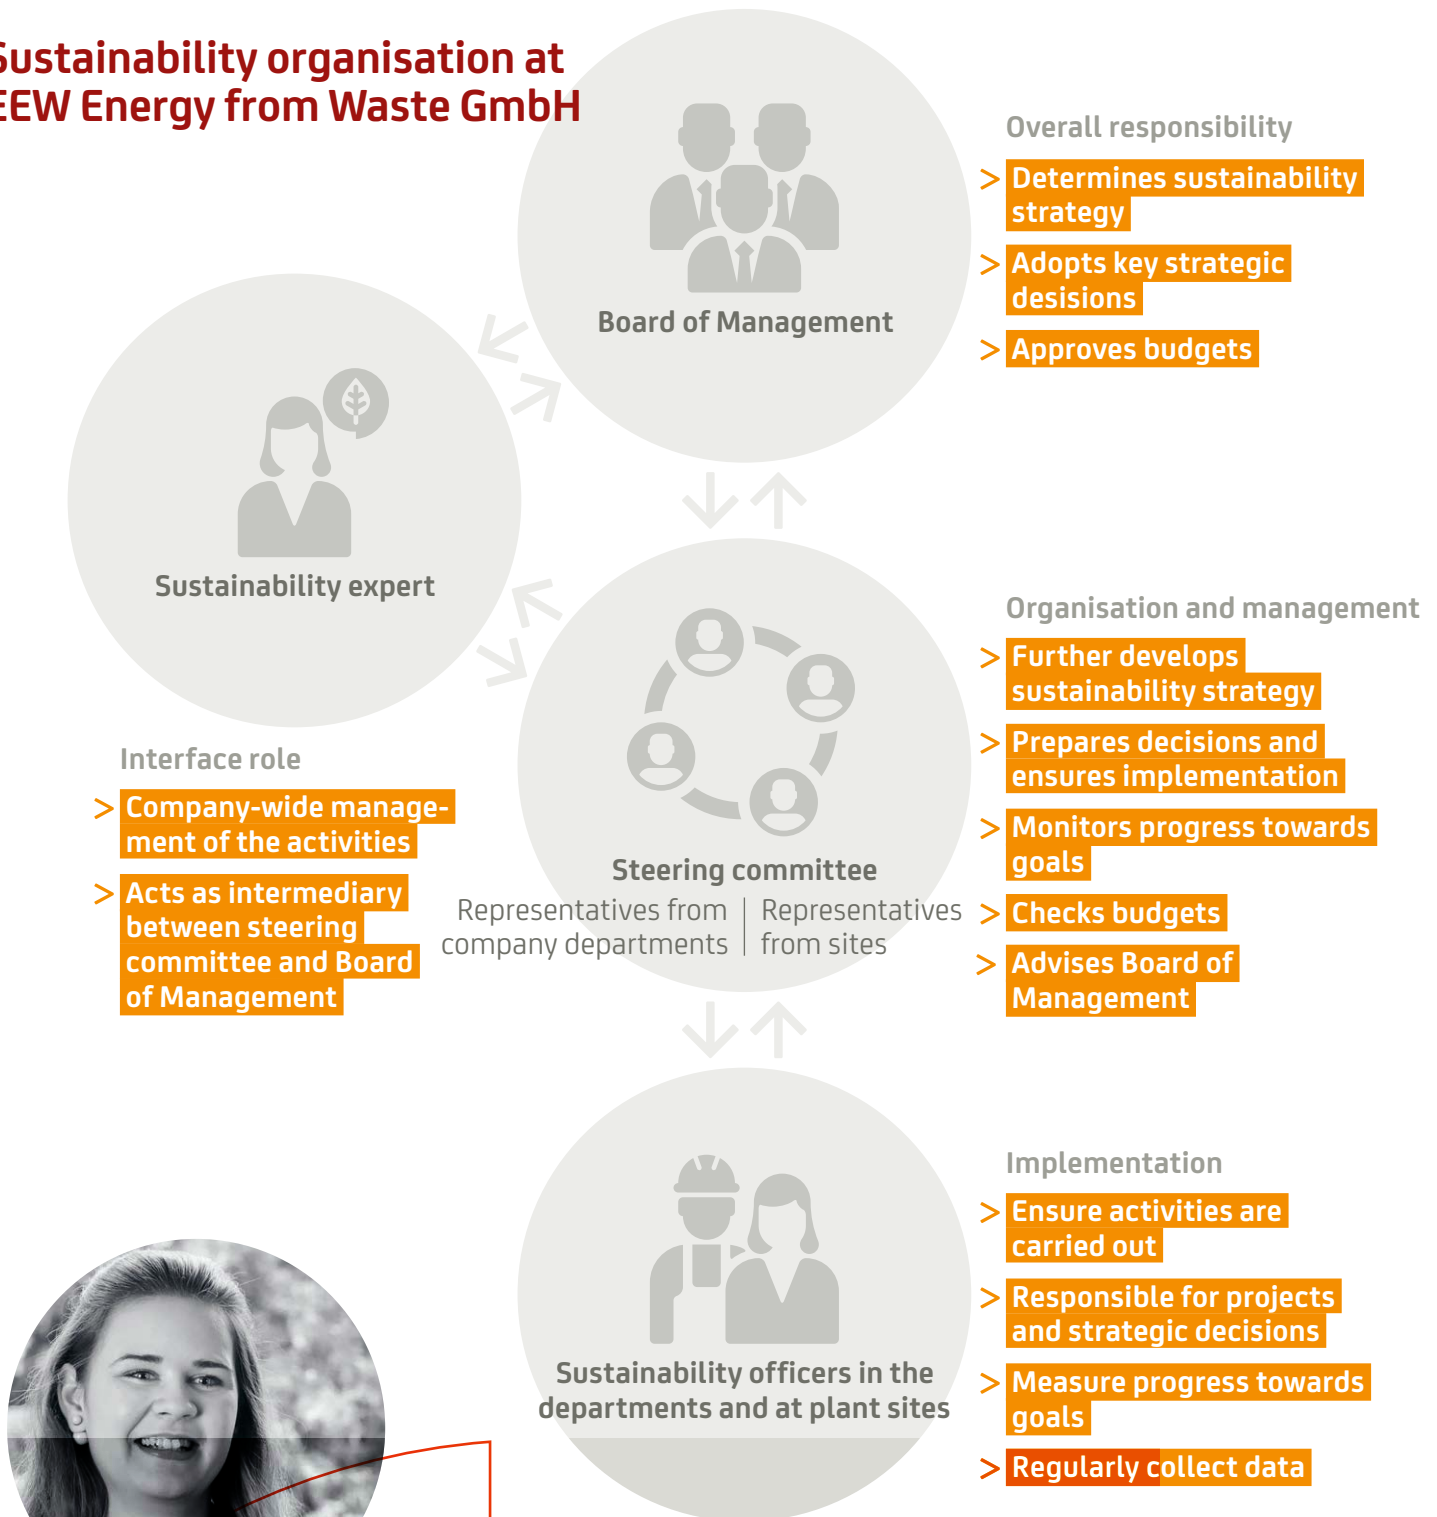 Sustainability organisation at
EEW Energy from Waste GmbH
Board of Management
Overall responsibility
> Determines sustainability
strategy
> Adopts key strategic
desisions
> Approves budgets
Sustainability expert
Interface role
> Company-wide manage-
ment of the activities
> Acts as intermediary
between steering
committee and Board
of Management
Steering committee
Representatives from
company departments
Representatives
from sites
Organisation and management
> Further develops
sustainability strategy
> Prepares decisions and
ensures implementation
> Monitors progress towards
goals
> Checks budgets
> Advises Board of
Management
Sustainability officers in the
departments and at plant sites
Implementation
> Ensure activities are
carried out
> Responsible for projects
and strategic decisions
> Measure progress towards
goals
> Regularly collect data